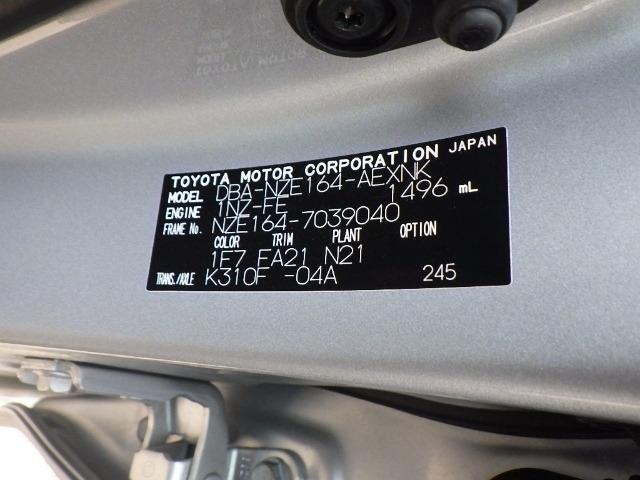 TOYOTA MOTOR CORPORATION JAPAN
MODEL DBA-NZE164-AEXNK
ENGINE 1NZ-FE 1496 mL
FRAME No. NZE164-7039040
COLOR TRIM PLANT OPTION
1E7 EA21 N21
TRANS./AXLE K310F -04A 245